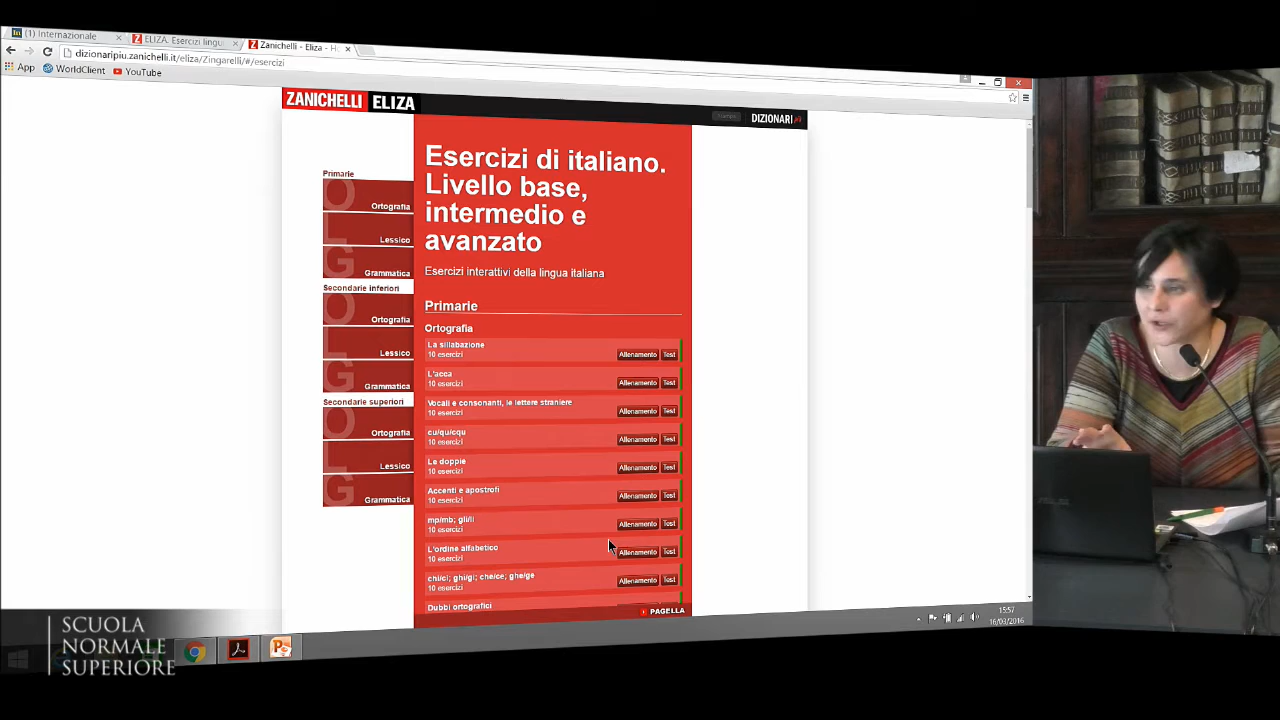 Internazionale
ELIZA. Esercizi lingu
Zanichelli - Eliza - H
dizionaripiu.zanichelli.it/eliza/Zingarelli/#/esercizi
App
WorldClient
YouTube
ZANICHELLI ELIZA
DIZIONARI
Esercizi di italiano.
Livello base,
intermedio e
avanzato
Esercizi interattivi della lingua italiana
Primarie
Ortografia
Lessico
Grammatica
Secondarie inferiori
Ortografia
Lessico
Grammatica
Secondarie superiori
Ortografia
Lessico
Grammatica
Primarie
Ortografia
La sillabazione
10 esercizi
Allenamento Test
L'acca
10 esercizi
Allenamento Test
Vocali e consonanti, le lettere straniere
10 esercizi
Allenamento Test
cu/qu/cqu
10 esercizi
Allenamento Test
Le doppie
10 esercizi
Allenamento Test
Accenti e apostrofi
10 esercizi
Allenamento Test
mp/mb; gli/li
10 esercizi
Allenamento Test
L'ordine alfabetico
10 esercizi
Allenamento Test
chi/ci; ghi/gi; che/ce; ghe/ge
10 esercizi
Allenamento Test
Dubbi ortografici
PAGELLA
15:57
16/03/2016
SCUOLA
NORMALE
SUPERIORE